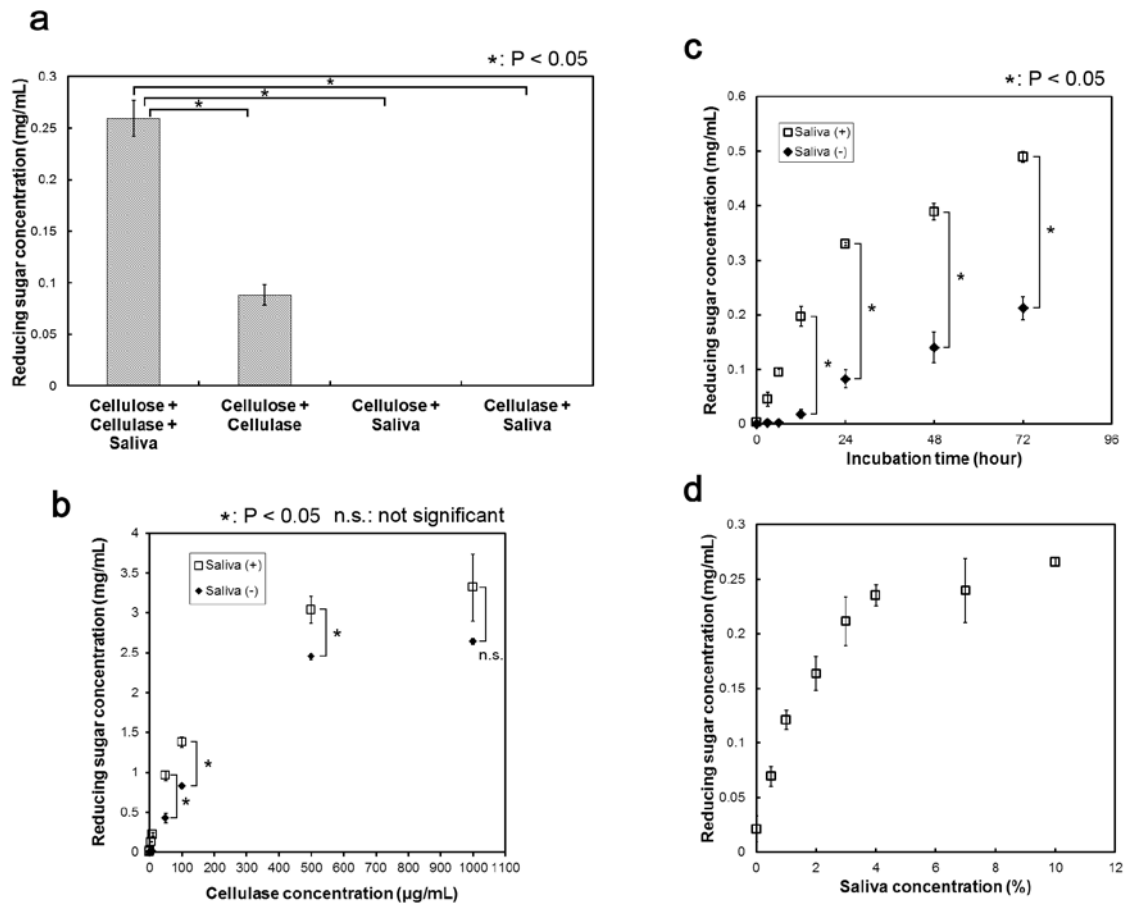 a
*: P < 0.05
Reducing sugar concentration (mg/mL)
0.3
0.25
0.2
0.15
0.1
0.05
0
*
*
*
Cellulose +
Cellulase +
Saliva
Cellulose +
Cellulase
Cellulose +
Saliva
Cellulase +
Saliva
b
*: P < 0.05 n.s.: not significant
Reducing sugar concentration (mg/mL)
4
3.5
3
2.5
2
1.5
1
0.5
0
Saliva (+)
Saliva (-)
*
*
*
n.s.
0 100 200 300 400 500 600 700 800 900 1000 1100
Cellulase concentration (µg/mL)
c
*: P < 0.05
Reducing sugar concentration (mg/mL)
0.6
0.5
0.4
0.3
0.2
0.1
0
Saliva (+)
Saliva (-)
*
*
*
*
0 24 48 72 96
Incubation time (hour)
d
Reducing sugar concentration (mg/mL)
0.3
0.25
0.2
0.15
0.1
0.05
0
0 2 4 6 8 10 12
Saliva concentration (%)